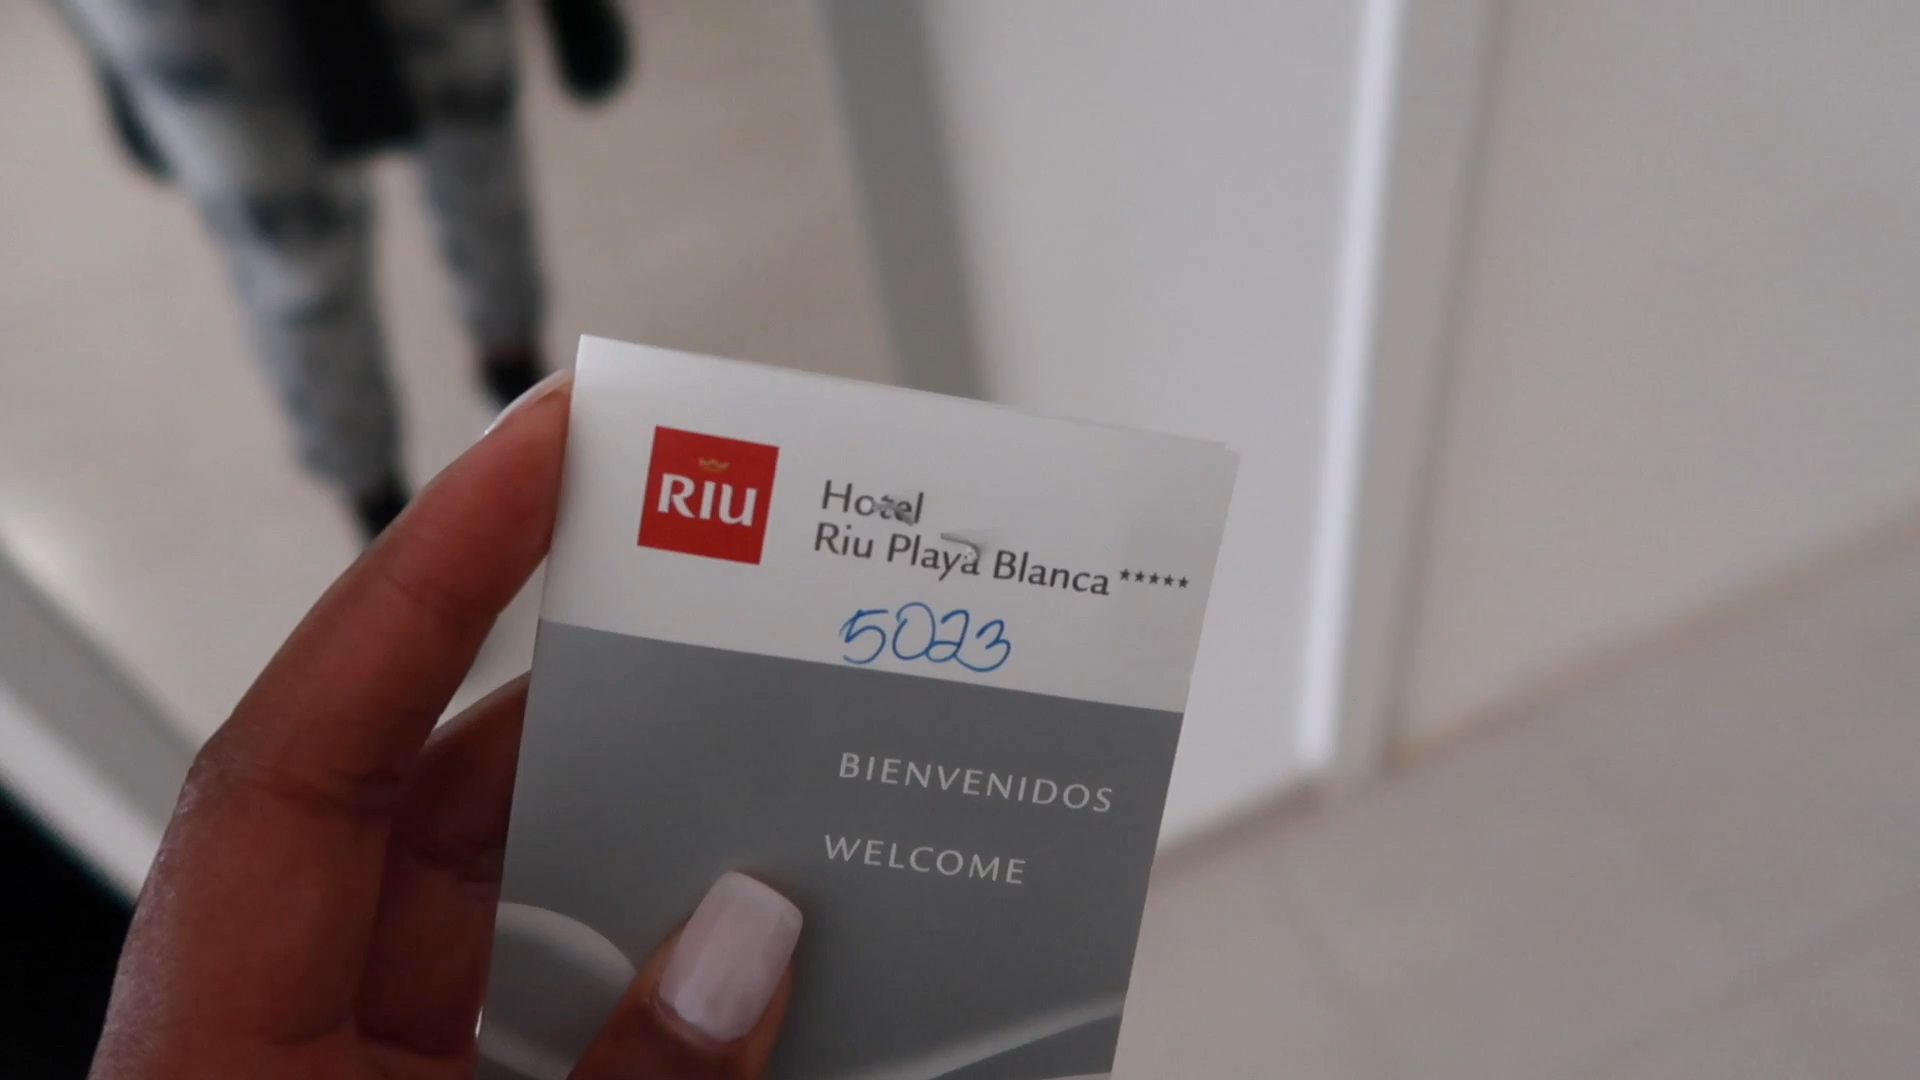 RIU
Hotel
Riu Playa Blanca *****
5023
BIENVENIDOS
WELCOME